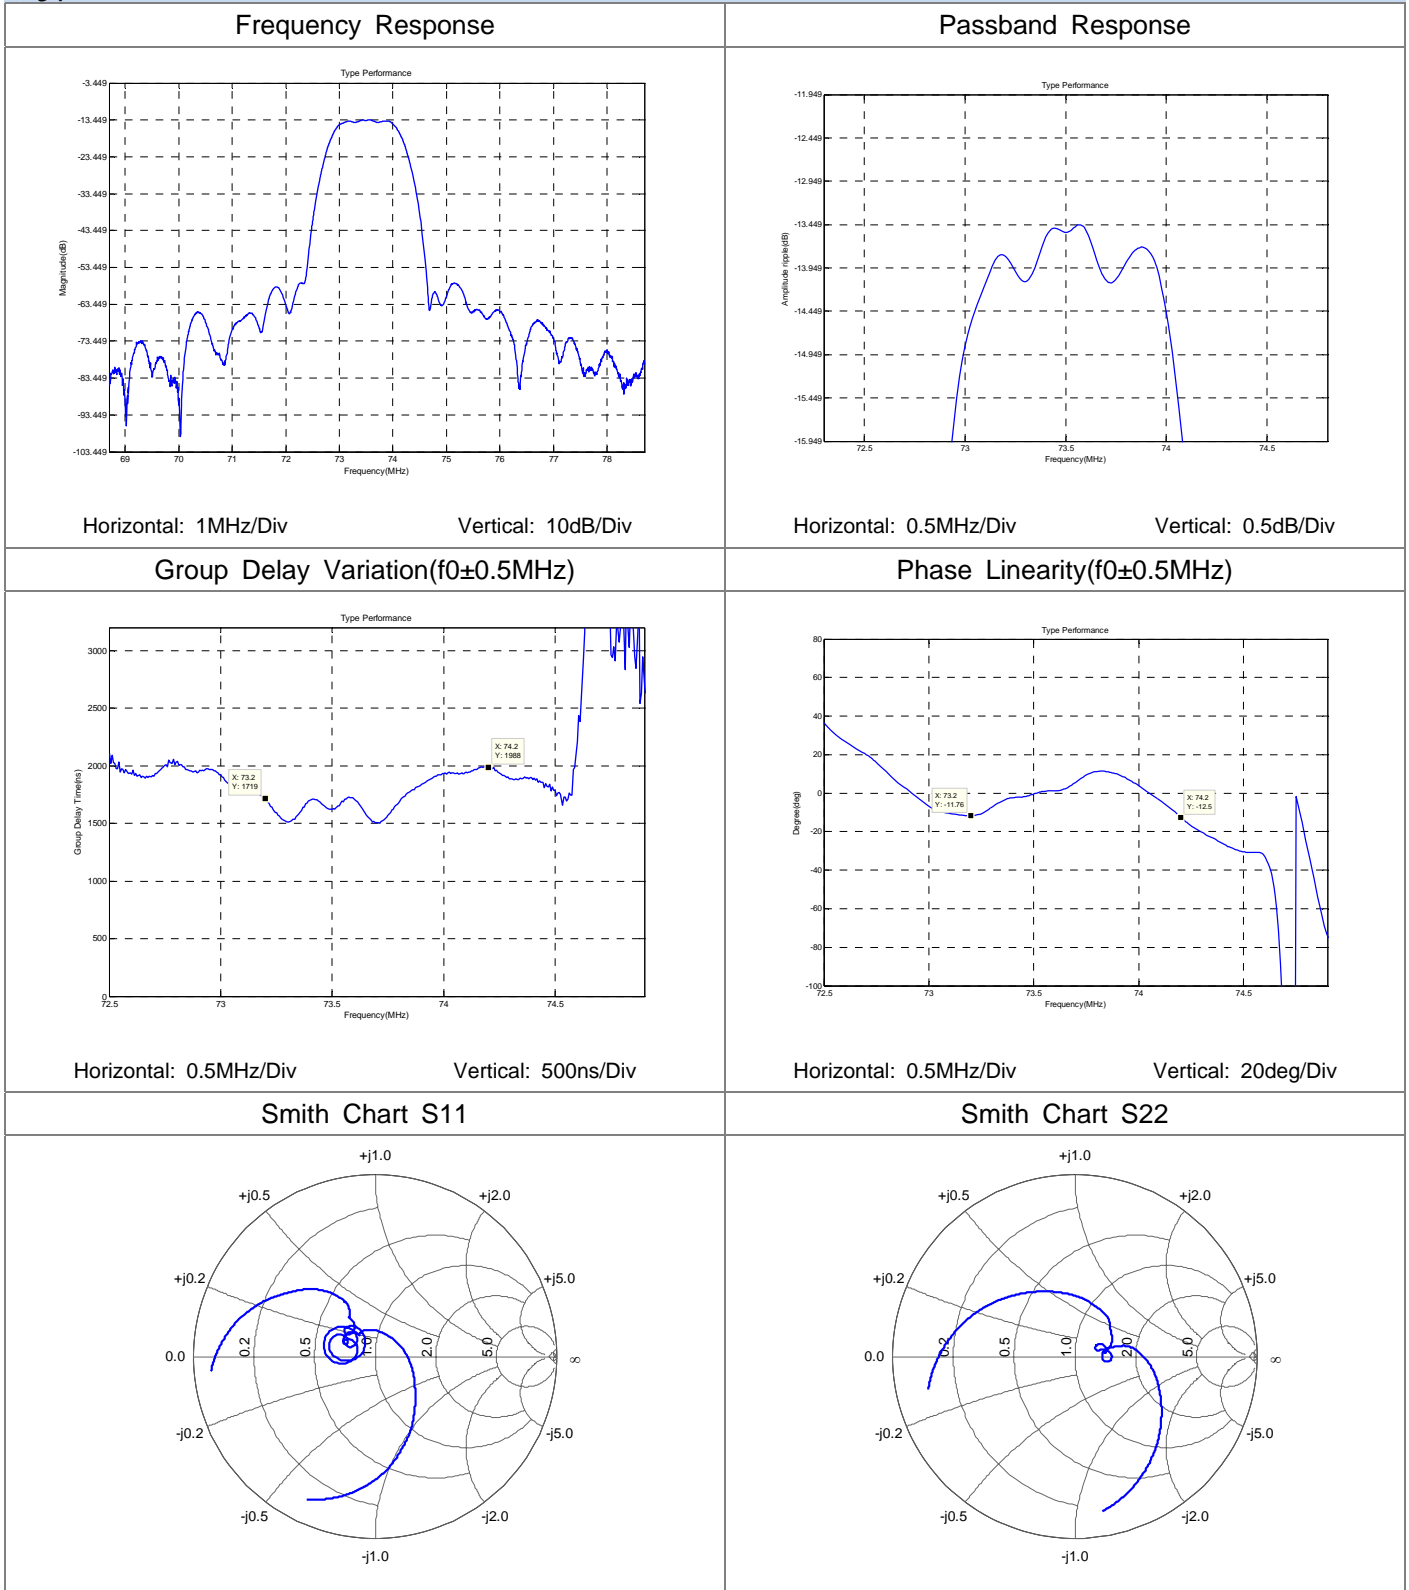 Frequency Response
Passband Response
Type Performance
-3.449
-13.449
-23.449
-33.449
-43.449
-53.449
-63.449
-73.449
-83.449
-93.449
-103.449
Magnitude(dB)
69 70 71 72 73 74 75 76 77 78
Frequency(MHz)
Horizontal: 1MHz/Div Vertical: 10dB/Div
Type Performance
-11.949
-12.449
-12.949
-13.449
-13.949
-14.449
-14.949
-15.449
-15.949
Amplitude ripple(dB)
72.5 73 73.5 74 74.5
Frequency(MHz)
Horizontal: 0.5MHz/Div Vertical: 0.5dB/Div
Group Delay Variation(f0±0.5MHz)
Phase Linearity(f0±0.5MHz)
Type Performance
3000
2500
2000
1500
1000
500
0
Group Delay Time(ns)
X: 73.2
Y: 1719
X: 74.2
Y: 1988
72.5 73 73.5 74 74.5
Frequency(MHz)
Horizontal: 0.5MHz/Div Vertical: 500ns/Div
Type Performance
80
60
40
20
0
-20
-40
-60
-80
-100
Degree(deg)
X: 73.2
Y: -11.76
X: 74.2
Y: -12.5
72.5 73 73.5 74 74.5
Frequency(MHz)
Horizontal: 0.5MHz/Div Vertical: 20deg/Div
Smith Chart S11
Smith Chart S22
+j1.0
+j0.5 +j2.0
+j0.2 +j5.0
0.0 0.2 0.5 1.0 2.0 5.0 ∞
-j0.2 -j5.0
-j0.5 -j2.0
-j1.0
+j1.0
+j0.5 +j2.0
+j0.2 +j5.0
0.0 0.2 0.5 1.0 2.0 5.0 ∞
-j0.2 -j5.0
-j0.5 -j2.0
-j1.0